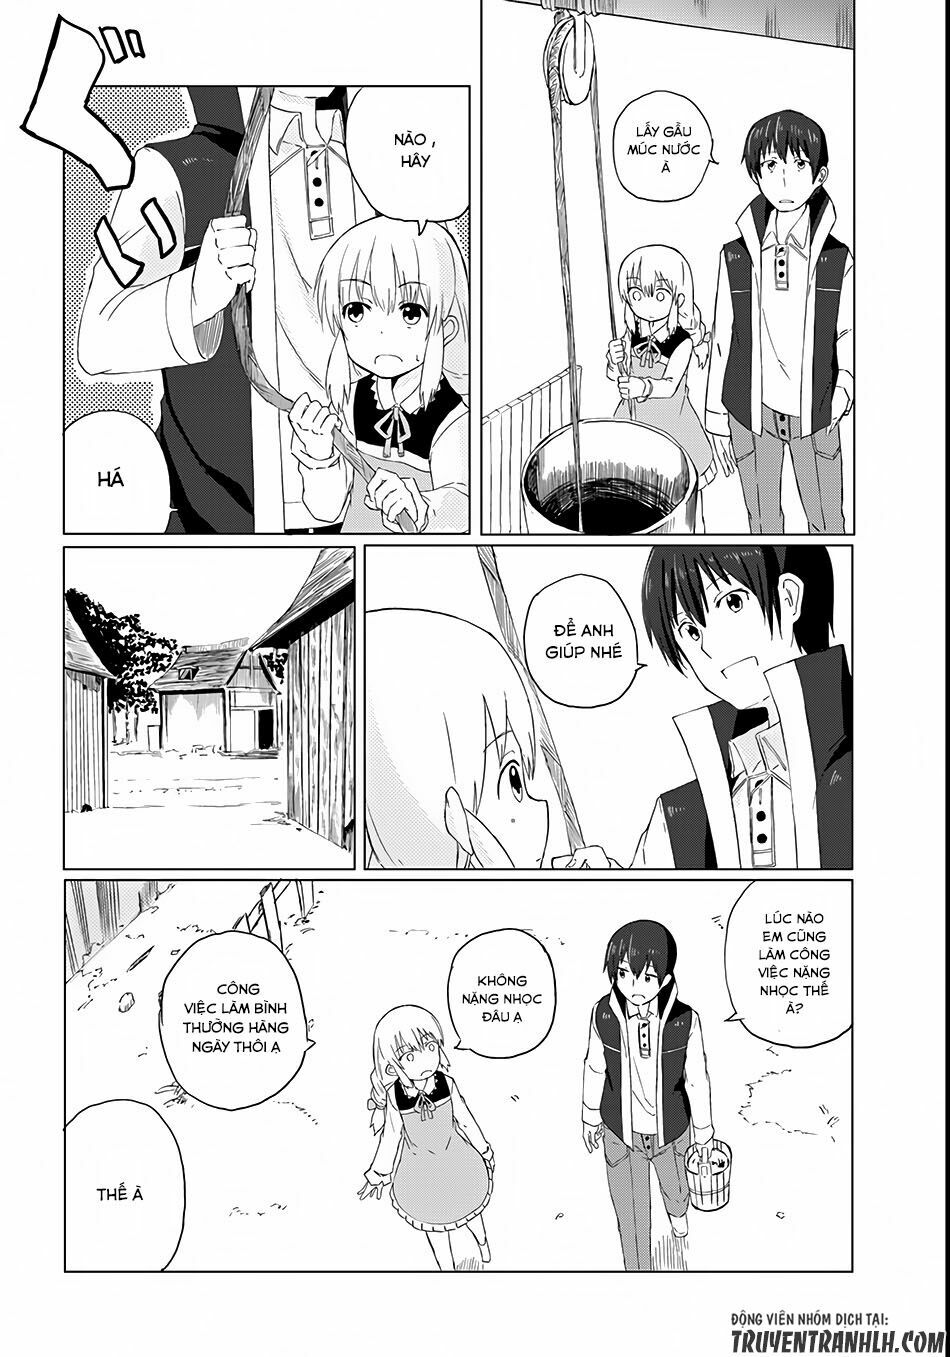 LẤY GẦU
MÚC NƯỚC
À
NÀO ,
HÂY
HÁ
ĐỂ ANH
GIÚP NHÉ
LÚC NÀO
EM CŨNG
LÀM CÔNG
VIỆC NẶNG
NHỌC THẾ
À?
KHÔNG
NẶNG NHỌC
ĐÂU Ạ
CÔNG
VIỆC LÀM BÌNH
THƯỜNG HÀNG
NGÀY THÔI Ạ
THẾ À
ĐỘNG VIÊN NHÓM DỊCH TẠI:
TRUYENTRANHLH.COM